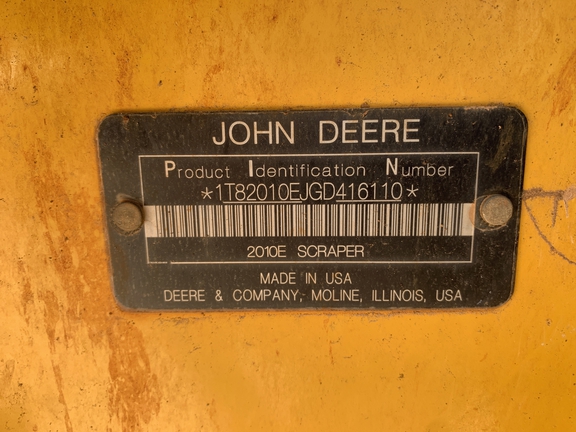 JOHN DEERE
Product Identification Number
*1T82010EJGD416110*
2010E SCRAPER
MADE IN USA
DEERE & COMPANY, MOLINE, ILLINOIS, USA